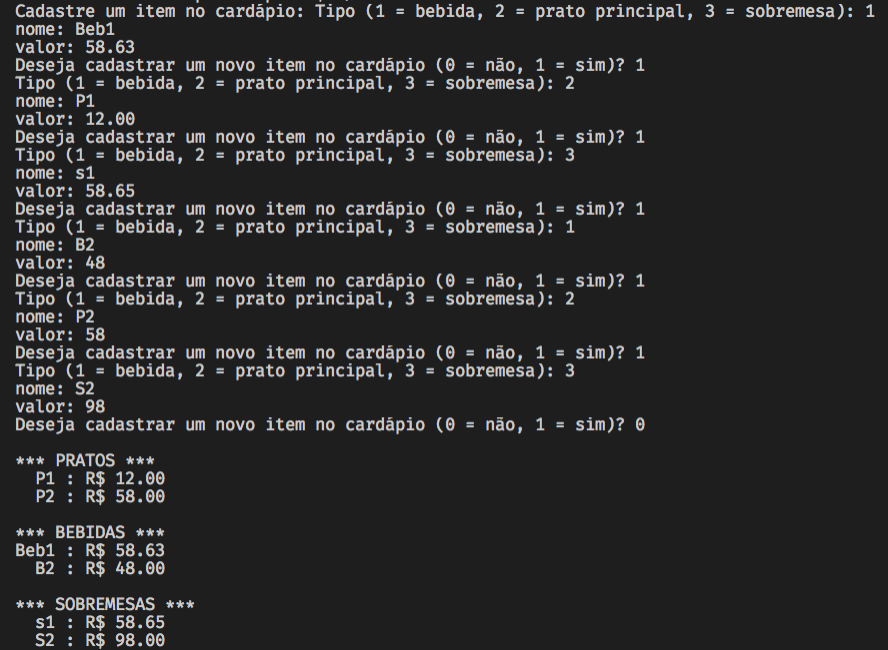 Cadastre um item no cardápio: Tipo (1 = bebida, 2 = prato principal, 3 = sobremesa): 1
nome: Beb1
valor: 58.63
Deseja cadastrar um novo item no cardápio (0 = não, 1 = sim)? 1
Tipo (1 = bebida, 2 = prato principal, 3 = sobremesa): 2
nome: P1
valor: 12.00
Deseja cadastrar um novo item no cardápio (0 = não, 1 = sim)? 1
Tipo (1 = bebida, 2 = prato principal, 3 = sobremesa): 3
nome: s1
valor: 58.65
Deseja cadastrar um novo item no cardápio (0 = não, 1 = sim)? 1
Tipo (1 = bebida, 2 = prato principal, 3 = sobremesa): 1
nome: B2
valor: 48
Deseja cadastrar um novo item no cardápio (0 = não, 1 = sim)? 1
Tipo (1 = bebida, 2 = prato principal, 3 = sobremesa): 2
nome: P2
valor: 58
Deseja cadastrar um novo item no cardápio (0 = não, 1 = sim)? 1
Tipo (1 = bebida, 2 = prato principal, 3 = sobremesa): 3
nome: S2
valor: 98
Deseja cadastrar um novo item no cardápio (0 = não, 1 = sim)? 0

*** PRATOS ***
  P1 : R$ 12.00
  P2 : R$ 58.00

*** BEBIDAS ***
Beb1 : R$ 58.63
  B2 : R$ 48.00

*** SOBREMESAS ***
  s1 : R$ 58.65
  S2 : R$ 98.00